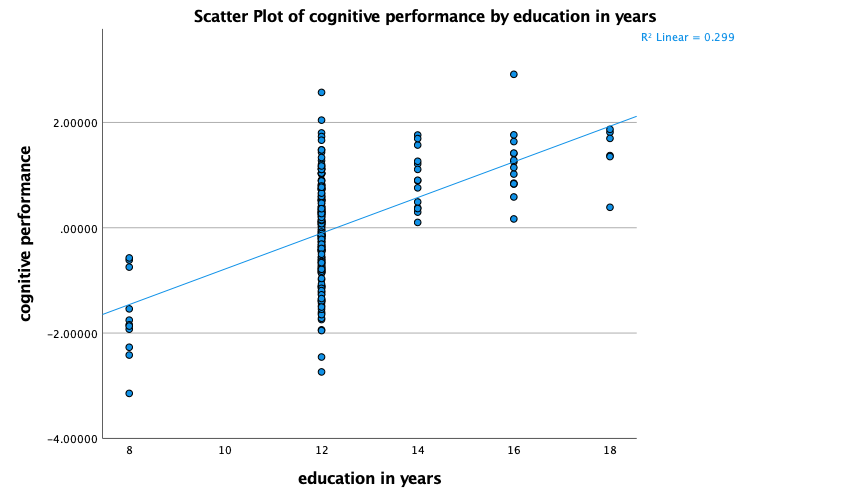 Scatter Plot of cognitive performance by education in years
R² Linear = 0.299
2.00000
.00000
-2.00000
-4.00000
cognitive performance
8 10 12 14 16 18
education in years